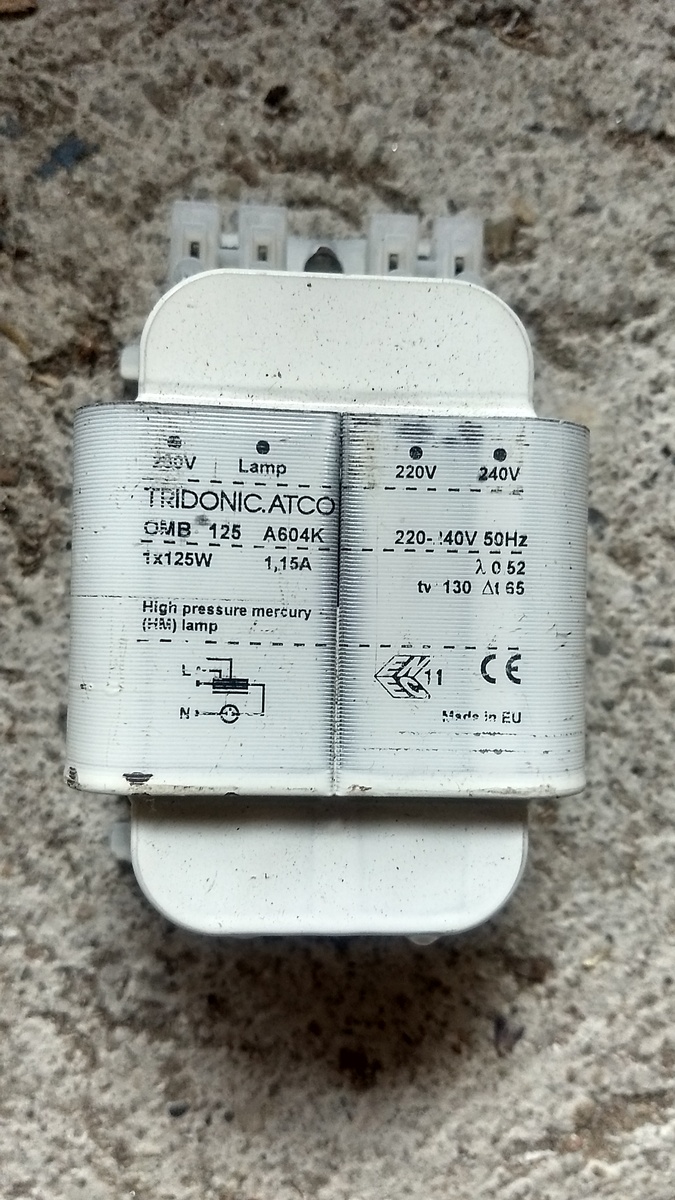 230V Lamp 220V 240V
TRIDONIC.ATCO
OMB 125 A604K
1x125W 1,15A
High pressure mercury
(HM) lamp
L
N
220-240V 50Hz
λ 0 52
tw 130 Δt 65
ENEC 11 CE
Made in EU